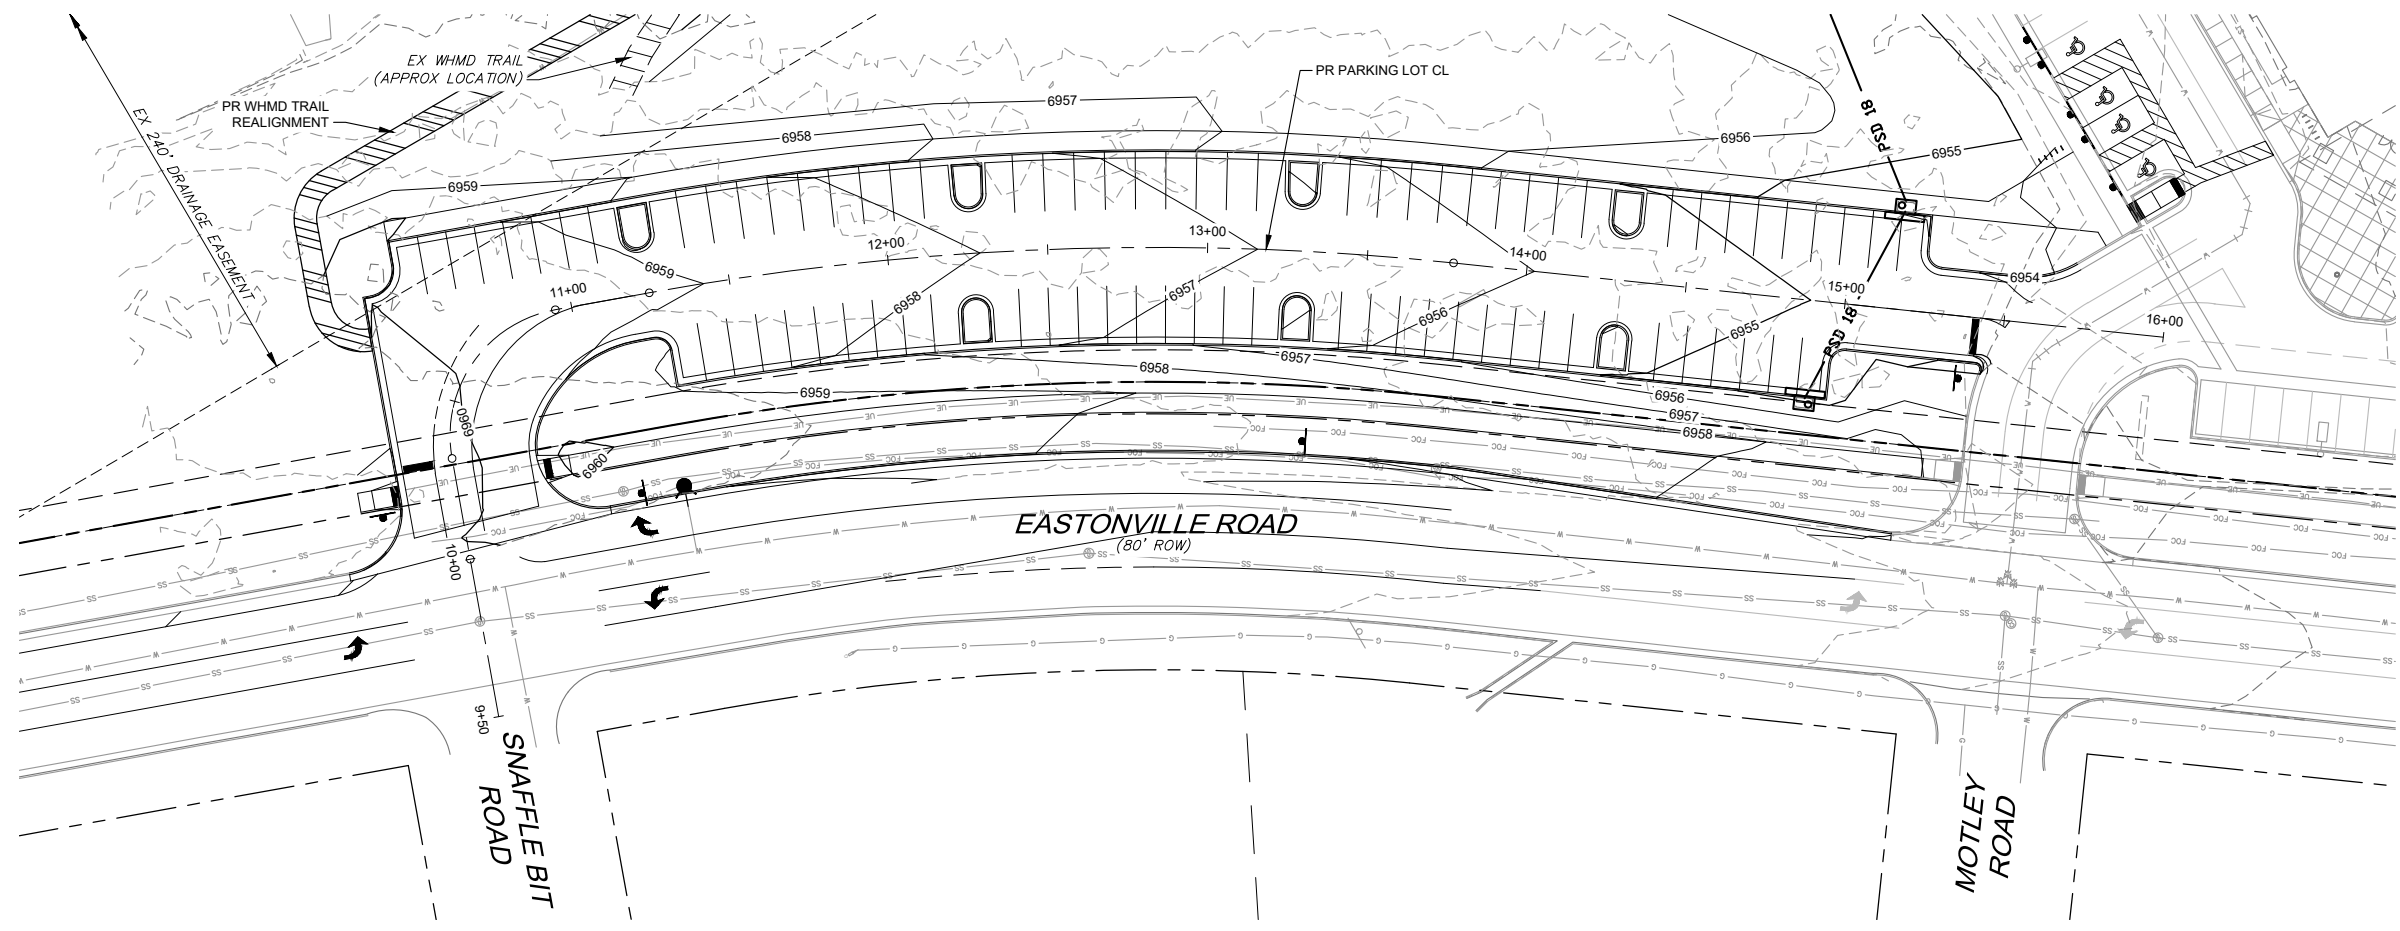 EX WHMD TRAIL
(APPROX LOCATION)
PR WHMD TRAIL
REALIGNMENT
EX 240' DRAINAGE EASEMENT
PR PARKING LOT CL
6957
6958
6959
6956
6955
PSD 18
6954
11+00
12+00
13+00
14+00
15+00
16+00
6959
6958
6957
6956
6955
PSD 18
6960
6960
6959
6958
6957
6956
6957
6958
10+00
9+50
EASTONVILLE ROAD
(80' ROW)
SNAFFLE BIT
ROAD
MOTLEY
ROAD
UE
FOC
SS
W
G